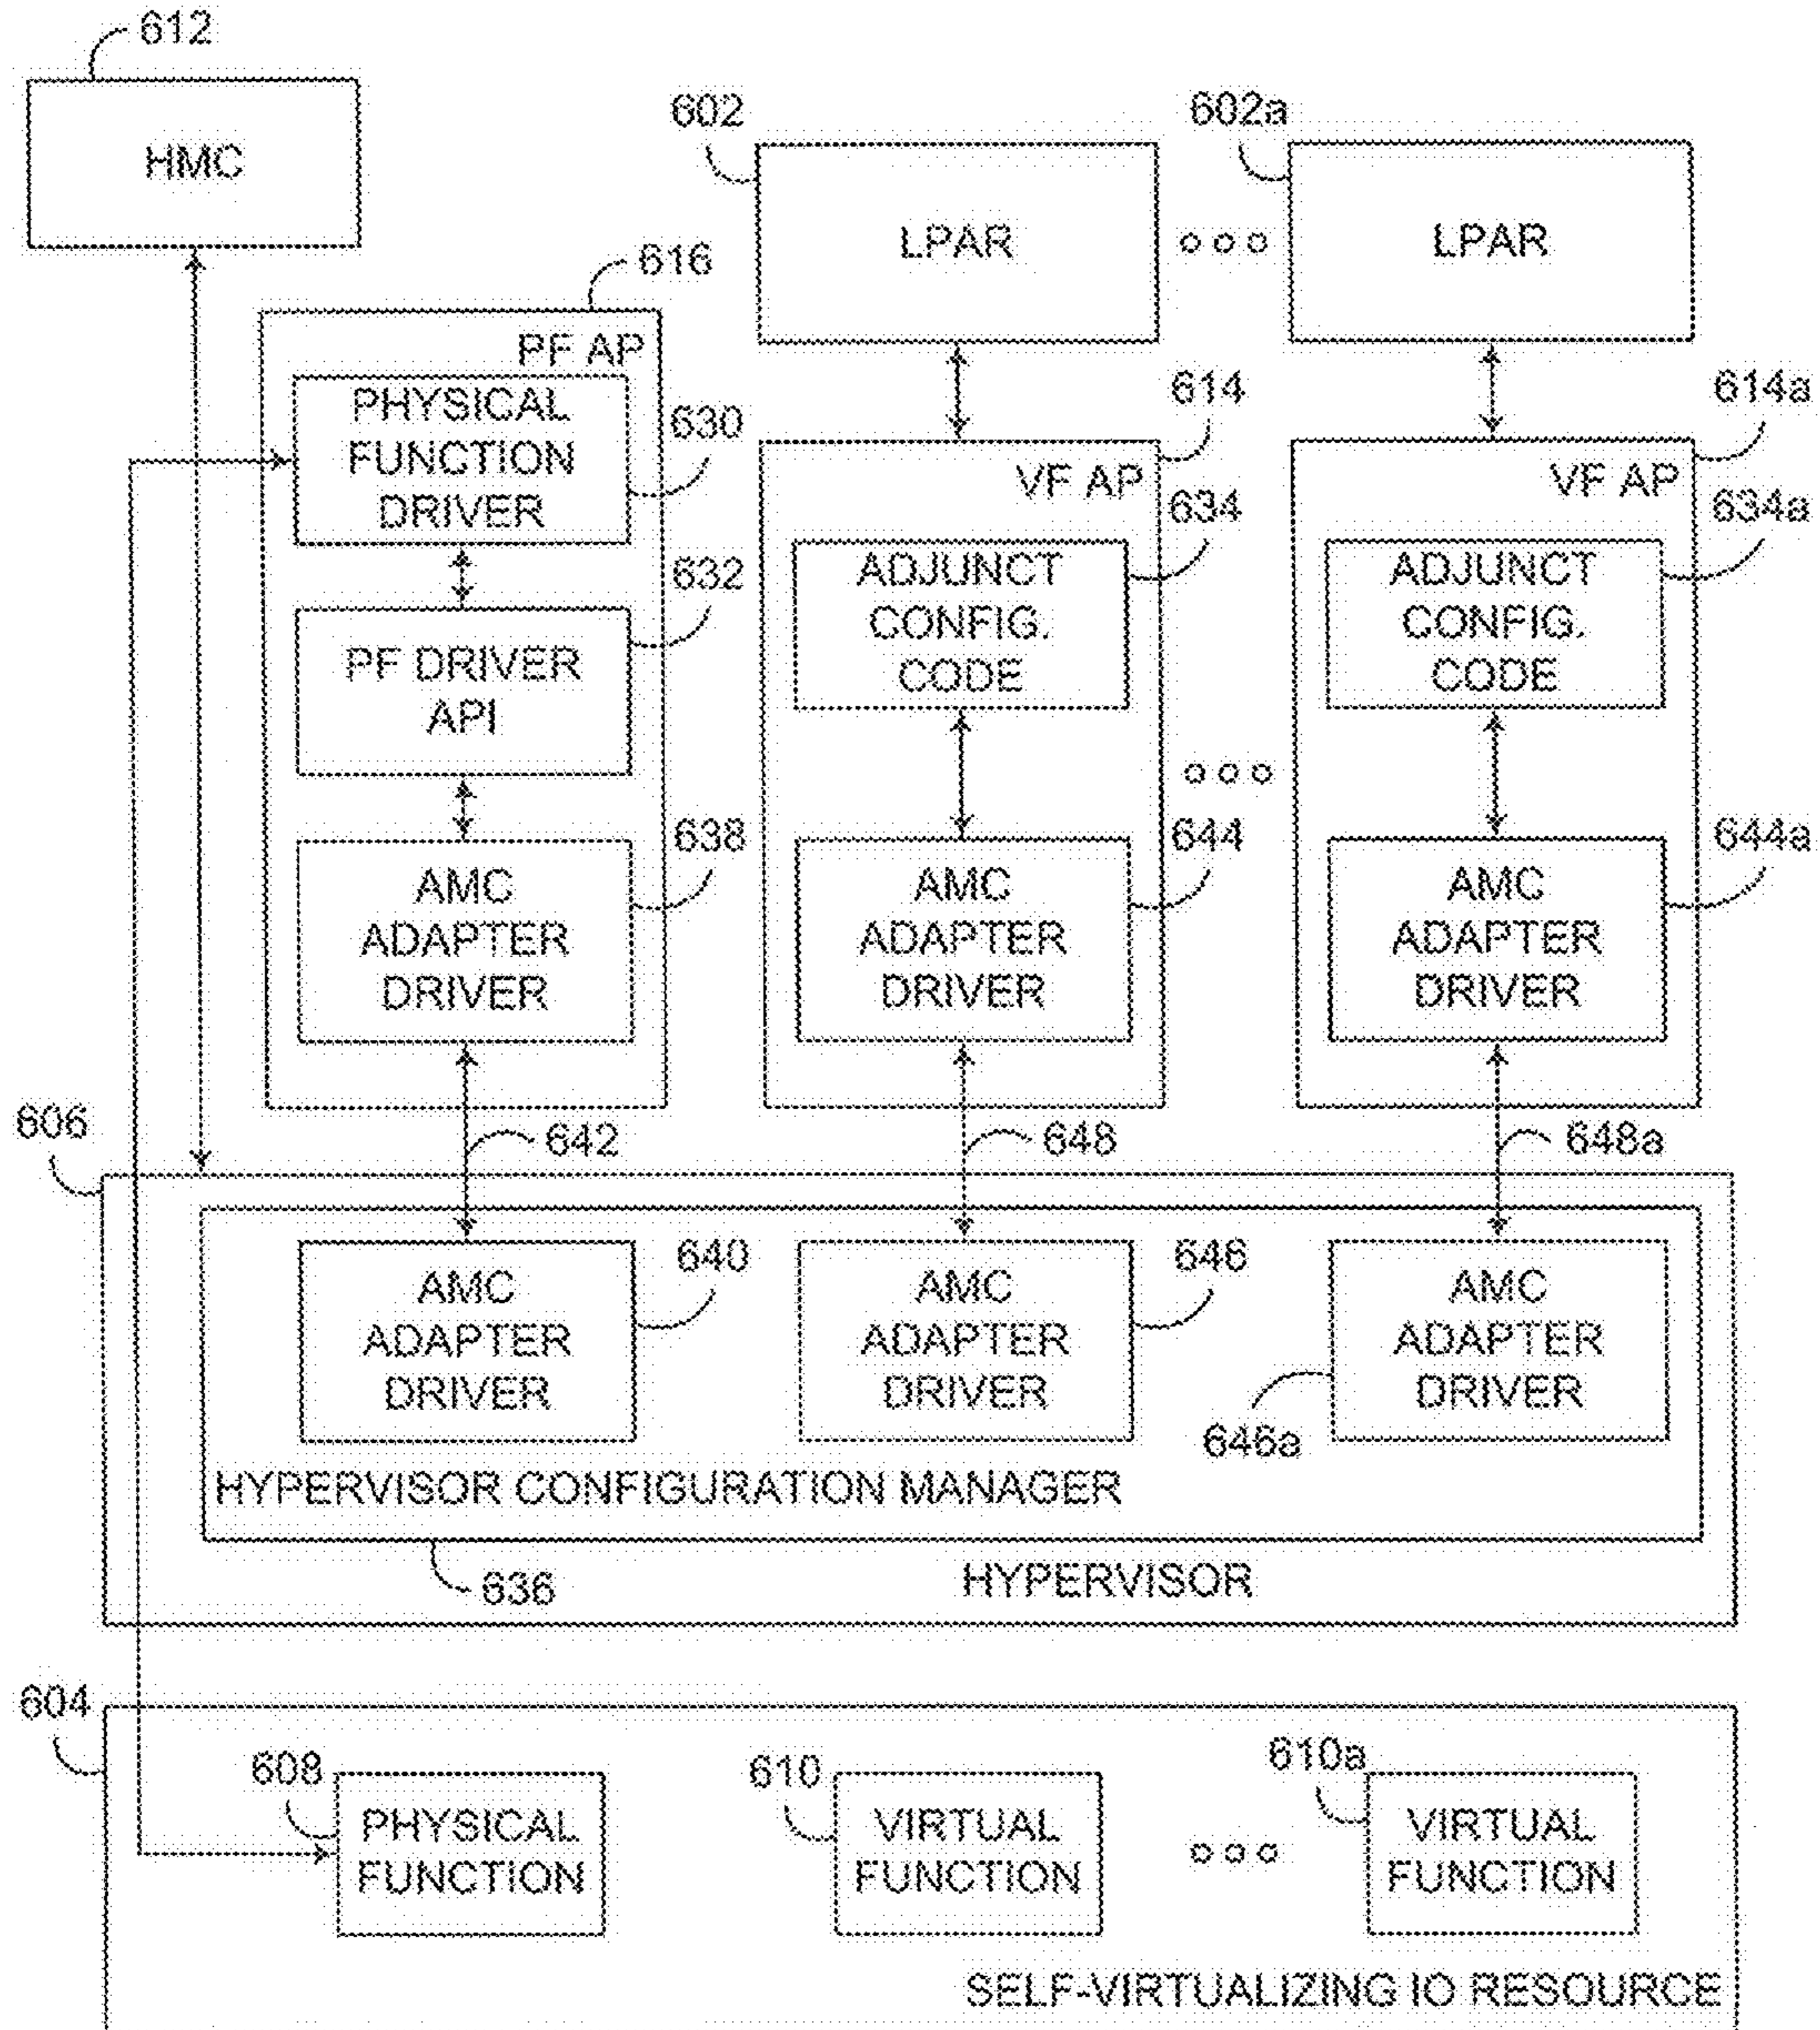 612
HMC
602
LPAR
602a
LPAR
616
PF AP
PHYSICAL
FUNCTION
DRIVER
630
632
PF DRIVER
API
638
AMC
ADAPTER
DRIVER
614
VF AP
634
ADJUNCT
CONFIG.
CODE
644
AMC
ADAPTER
DRIVER
614a
VF AP
634a
ADJUNCT
CONFIG.
CODE
644a
AMC
ADAPTER
DRIVER
606
642
648
648a
640
AMC
ADAPTER
DRIVER
646
AMC
ADAPTER
DRIVER
646a
AMC
ADAPTER
DRIVER
HYPERVISOR CONFIGURATION MANAGER
636
HYPERVISOR
604
608
PHYSICAL
FUNCTION
610
VIRTUAL
FUNCTION
610a
VIRTUAL
FUNCTION
SELF-VIRTUALIZING IO RESOURCE